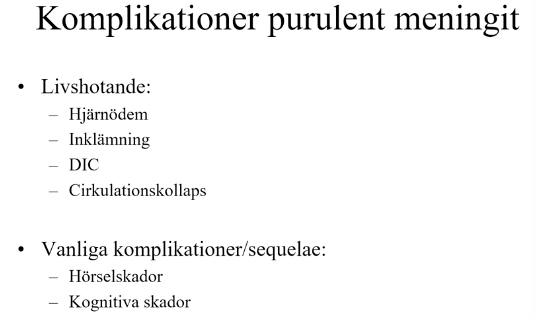 Komplikationer purulent meningit
• Livshotande:
– Hjärnödem
– Inklämning
– DIC
– Cirkulationskollaps
• Vanliga komplikationer/sequelae:
– Hörselskador
– Kognitiva skador